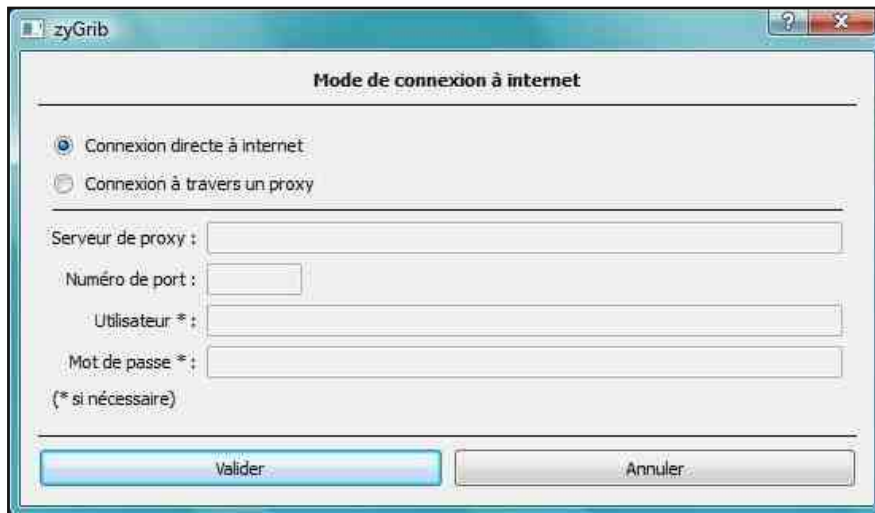 zyGrib
Mode de connexion à internet
Connexion directe à internet
Connexion à travers un proxy
Serveur de proxy :
Numéro de port :
Utilisateur * :
Mot de passe * :
(* si nécessaire)
Valider Annuler